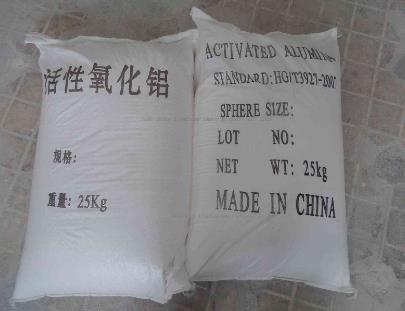 活性氧化铝
规格:
重量: 25Kg
ACTIVATED ALUMINA
STANDARD:HG/T3927-2007
SPHERE SIZE:
LOT NO:
NET WT: 25kg
MADE IN CHINA